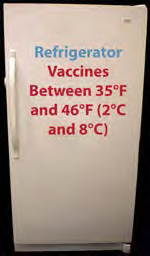 Refrigerator
Vaccines
Between 35°F
and 46°F (2°C
and 8°C)